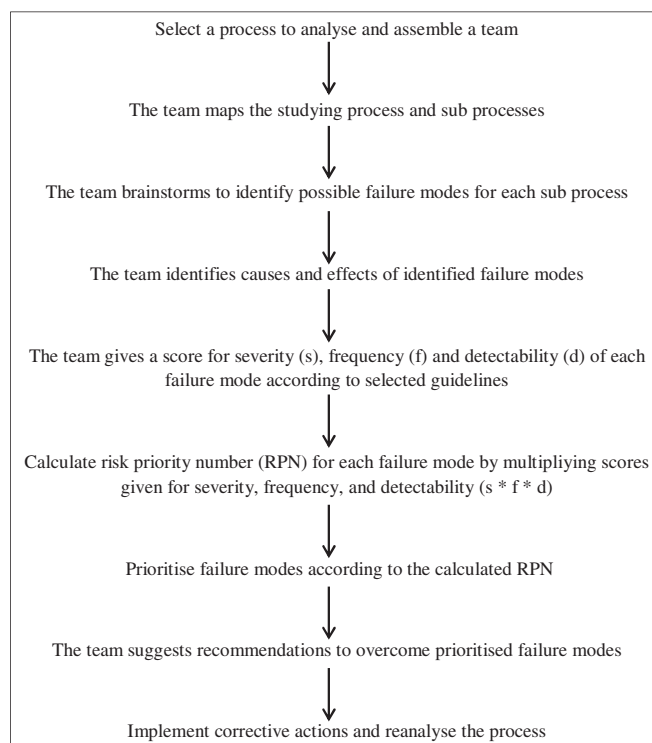 Select a process to analyse and assemble a team
The team maps the studying process and sub processes
The team brainstorms to identify possible failure modes for each sub process
The team identifies causes and effects of identified failure modes
The team gives a score for severity (s), frequency (f) and detectability (d) of each
failure mode according to selected guidelines
Calculate risk priority number (RPN) for each failure mode by multipliying scores
given for severity, frequency, and detectability (s * f * d)
Prioritise failure modes according to the calculated RPN
The team suggests recommendations to overcome prioritised failure modes
Implement corrective actions and reanalyse the process